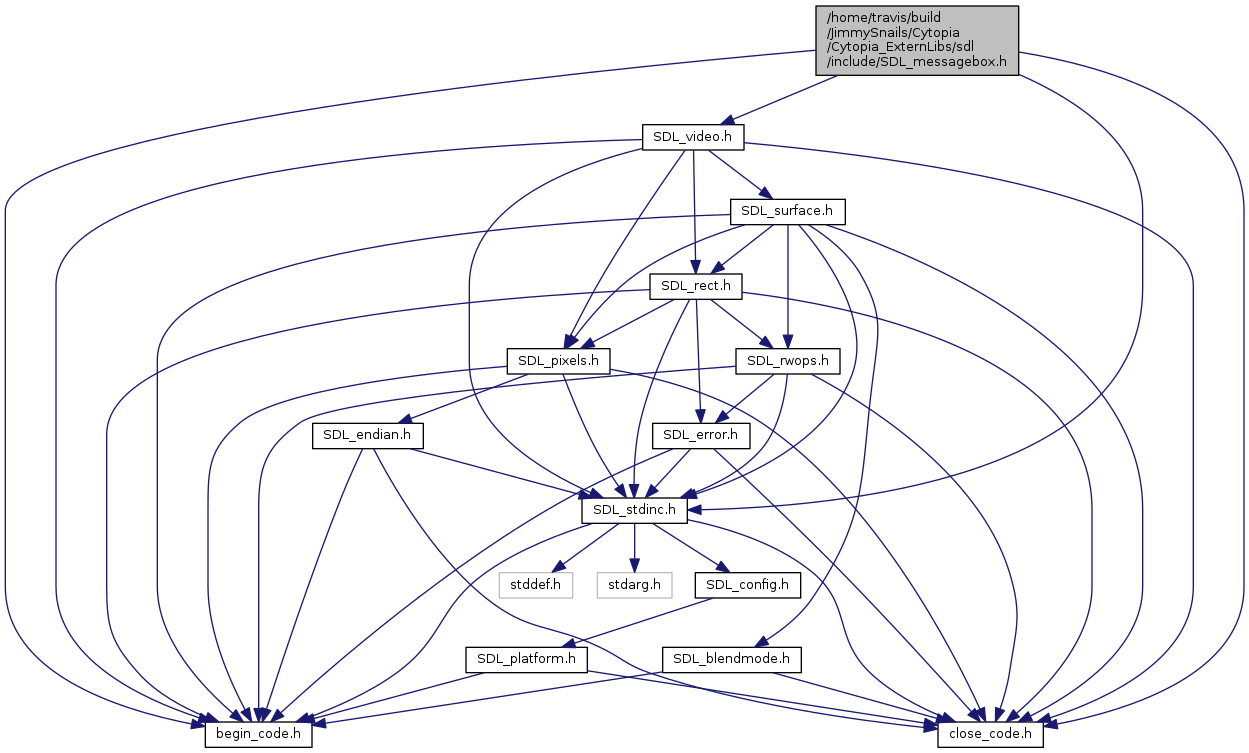 /home/travis/build
/JimmySnails/Cytopia
/Cytopia_ExternLibs/sdl
/include/SDL_messagebox.h
SDL_video.h
SDL_surface.h
SDL_rect.h
SDL_pixels.h
SDL_rwops.h
SDL_endian.h
SDL_error.h
SDL_stdinc.h
stddef.h
stdarg.h
SDL_config.h
SDL_platform.h
SDL_blendmode.h
begin_code.h
close_code.h